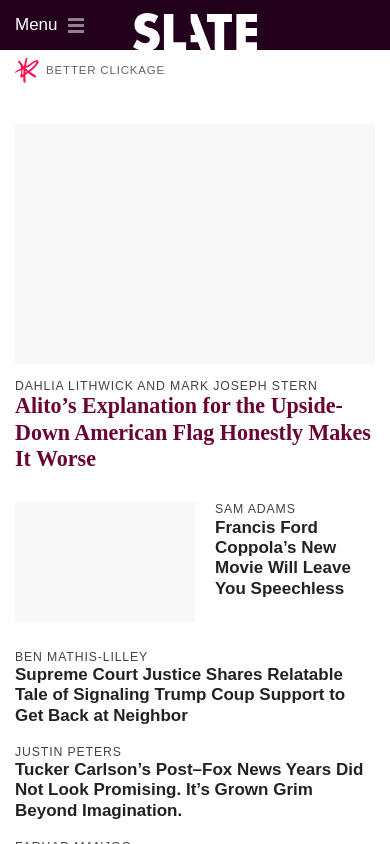 Menu
SLATE
BETTER CLICKAGE
DAHLIA LITHWICK AND MARK JOSEPH STERN
Alito’s Explanation for the Upside-
Down American Flag Honestly Makes
It Worse
SAM ADAMS
Francis Ford
Coppola’s New
Movie Will Leave
You Speechless
BEN MATHIS-LILLEY
Supreme Court Justice Shares Relatable
Tale of Signaling Trump Coup Support to
Get Back at Neighbor
JUSTIN PETERS
Tucker Carlson’s Post–Fox News Years Did
Not Look Promising. It’s Grown Grim
Beyond Imagination.
FARHAD MANJOO